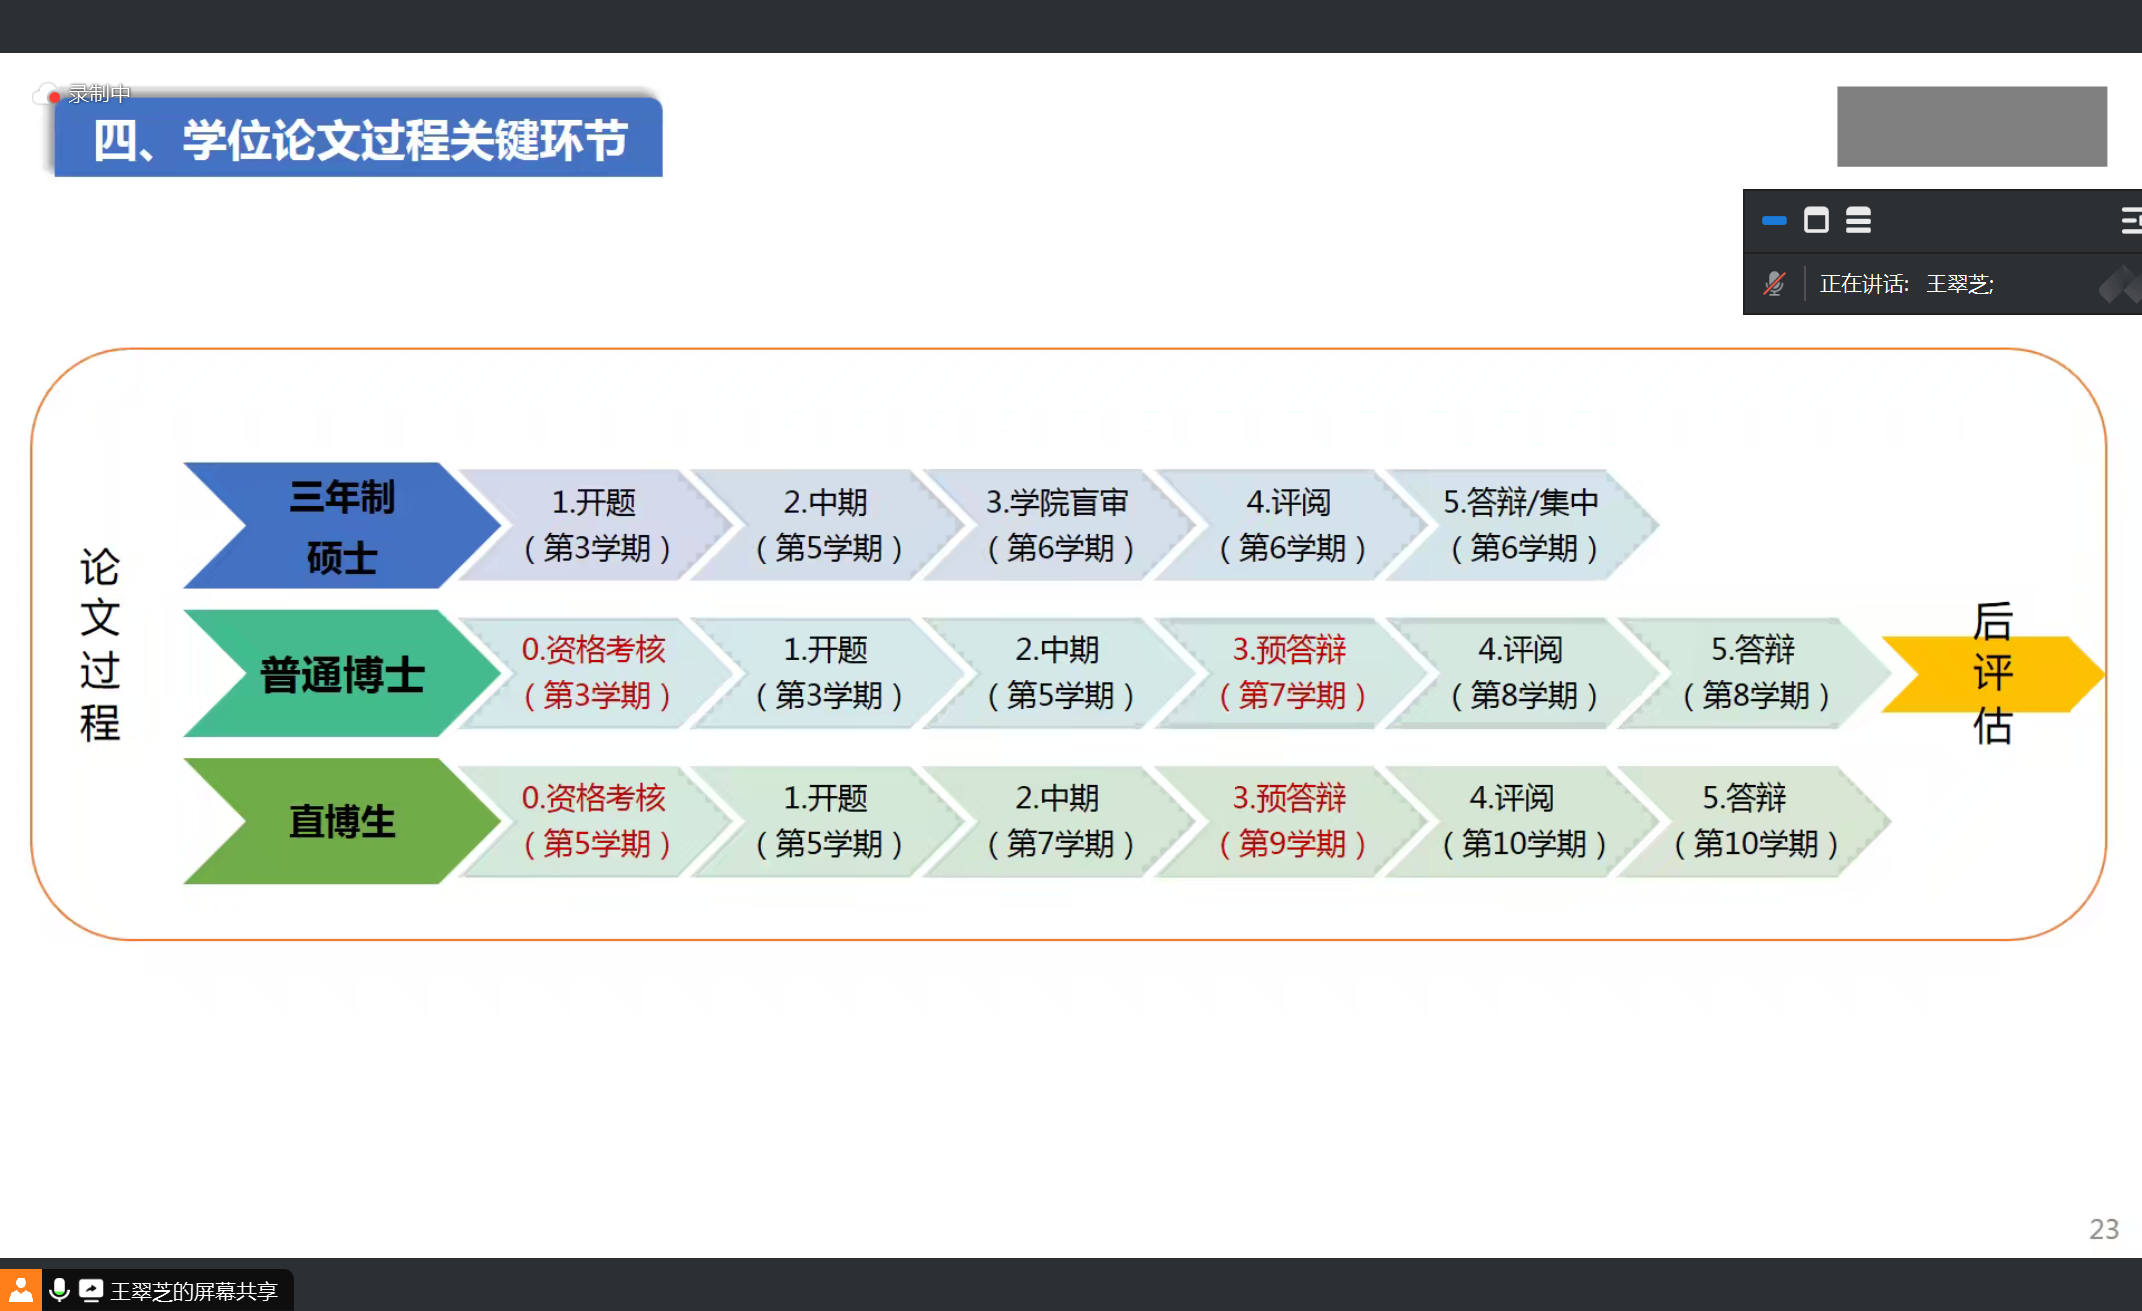 录制中
四、学位论文过程关键环节
正在讲话: 王翠芝;
论文过程
三年制
硕士
1.开题
（第3学期）
2.中期
（第5学期）
3.学院盲审
（第6学期）
4.评阅
（第6学期）
5.答辩/集中
（第6学期）
普通博士
0.资格考核
（第3学期）
1.开题
（第3学期）
2.中期
（第5学期）
3.预答辩
（第7学期）
4.评阅
（第8学期）
5.答辩
（第8学期）
直博生
0.资格考核
（第5学期）
1.开题
（第5学期）
2.中期
（第7学期）
3.预答辩
（第9学期）
4.评阅
（第10学期）
5.答辩
（第10学期）
后评估
23
王翠芝的屏幕共享